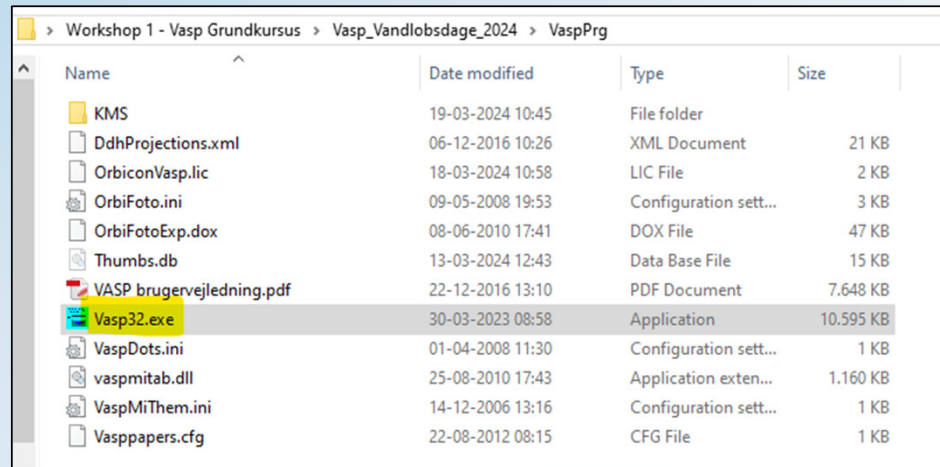 Workshop 1 - Vasp Grundkursus > Vasp_Vandlobsdage_2024 > VaspPrg
Name Date modified Type Size
KMS 19-03-2024 10:45 File folder
DdhProjections.xml 06-12-2016 10:26 XML Document 21 KB
OrbiconVasp.lic 18-03-2024 10:58 LIC File 2 KB
OrbiFoto.ini 09-05-2008 19:53 Configuration sett... 3 KB
OrbiFotoExp.dox 08-06-2010 17:41 DOX File 47 KB
Thumbs.db 13-03-2024 12:43 Data Base File 15 KB
VASP brugervejledning.pdf 22-12-2016 13:10 PDF Document 7.648 KB
Vasp32.exe 30-03-2023 08:58 Application 10.595 KB
VaspDots.ini 01-04-2008 11:30 Configuration sett... 1 KB
vaspmitab.dll 25-08-2010 17:43 Application exten... 1.160 KB
VaspMiThem.ini 14-12-2006 13:16 Configuration sett... 1 KB
Vasppapers.cfg 22-08-2012 08:15 CFG File 1 KB